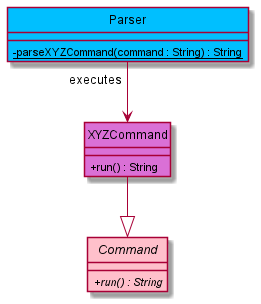 Parser
-parseXYZCommand(command : String) : String
executes
XYZCommand
+run() : String
Command
+run() : String